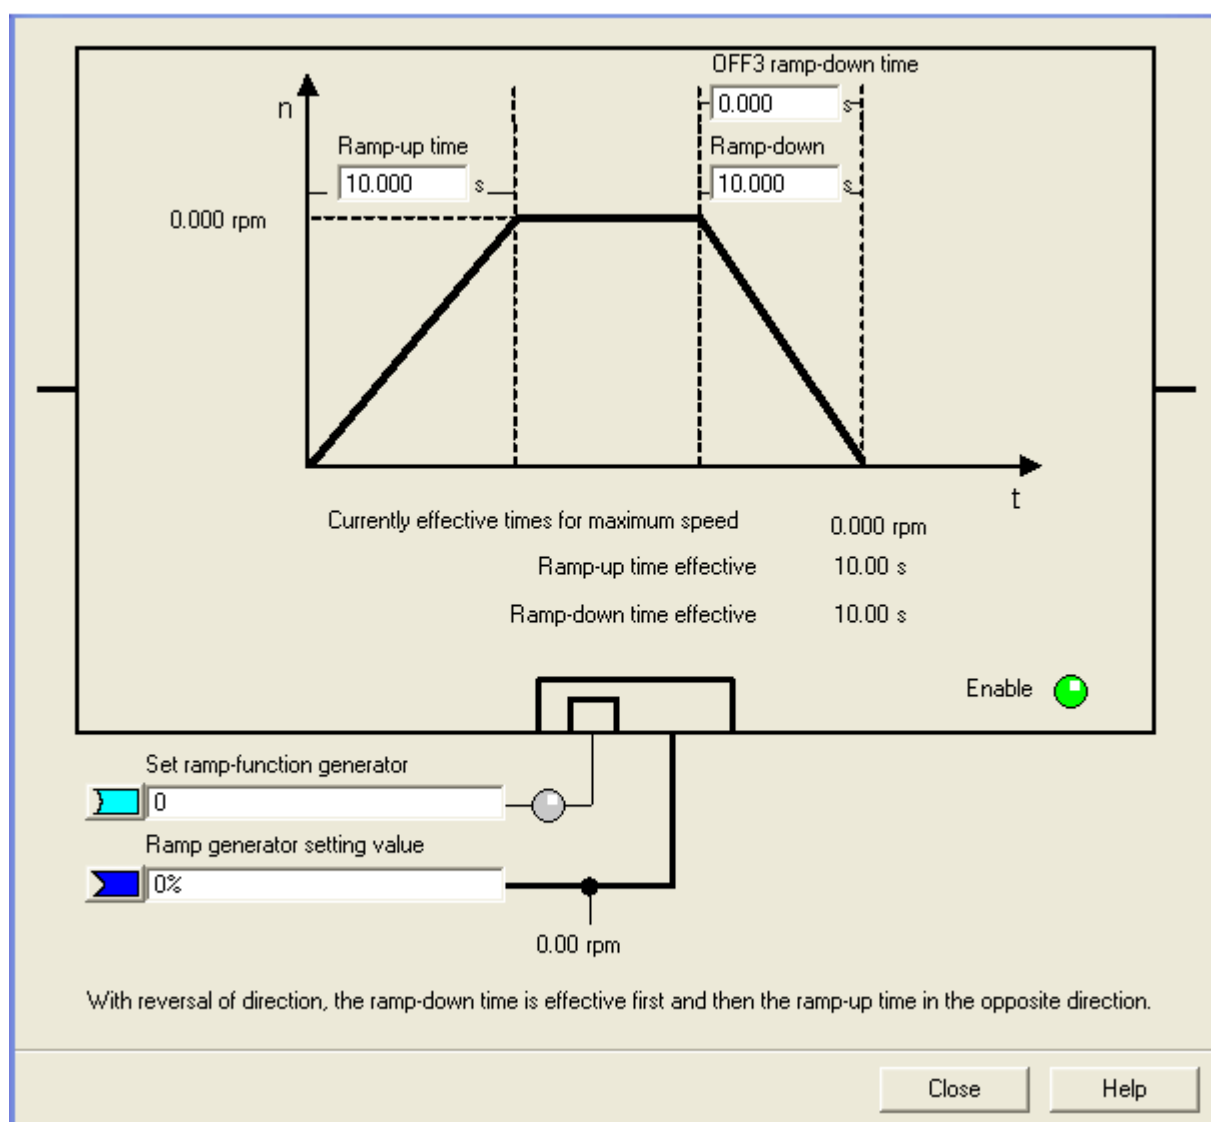 OFF3 ramp-down time
n
0.000 s
Ramp-up time
Ramp-down
10.000 s
10.000 s
0.000 rpm
t
Currently effective times for maximum speed 0.000 rpm
Ramp-up time effective 10.00 s
Ramp-down time effective 10.00 s
Enable
Set ramp-function generator
0
Ramp generator setting value
0%
0.00 rpm
With reversal of direction, the ramp-down time is effective first and then the ramp-up time in the opposite direction.
Close
Help